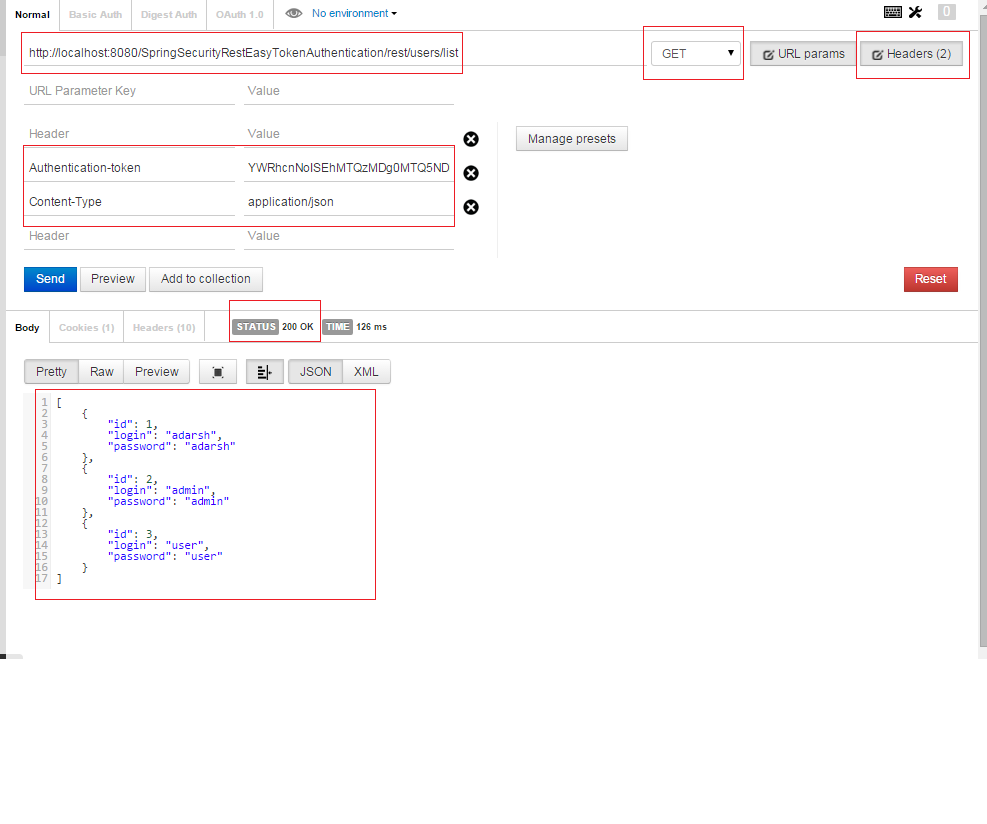 Normal Basic Auth Digest Auth OAuth 1.0 No environment 0
http://localhost:8080/SpringSecurityRestEasyTokenAuthentication/rest/users/list GET URL params Headers (2)
URL Parameter Key Value
Header Value Manage presets
Authentication-token YWRhcnNoISEhMTQzMDg0MTQ5ND
Content-Type application/json
Header Value
Send Preview Add to collection Reset
Body Cookies (1) Headers (10) STATUS 200 OK TIME 126 ms
Pretty Raw Preview JSON XML
1 [
2 {
3 "id": 1,
4 "login": "adarsh",
5 "password": "adarsh"
6 },
7 {
8 "id": 2,
9 "login": "admin",
10 "password": "admin"
11 },
12 {
13 "id": 3,
14 "login": "user",
15 "password": "user"
16 }
17 ]